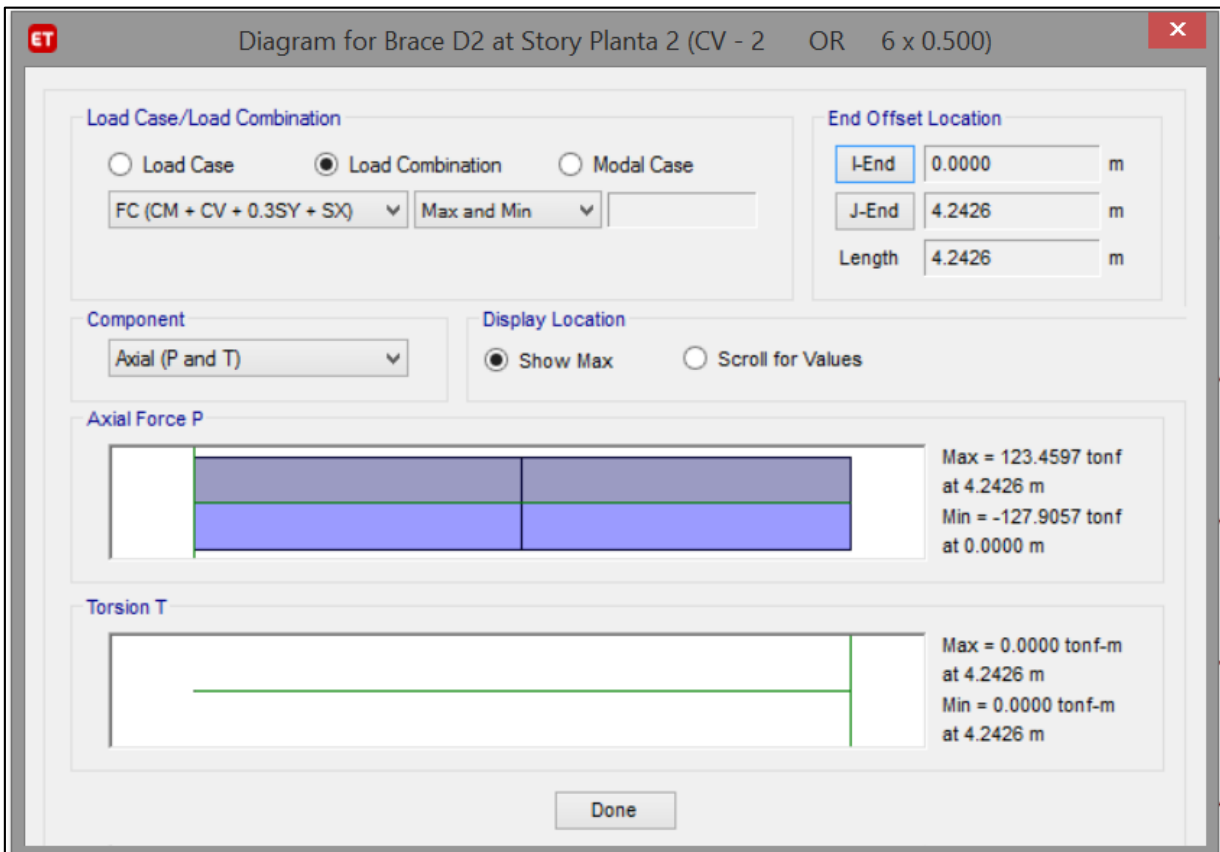 ET
Diagram for Brace D2 at Story Planta 2 (CV - 2 OR 6 x 0.500)
x
Load Case/Load Combination
Load Case Load Combination Modal Case
FC (CM + CV + 0.3SY + SX) Max and Min
End Offset Location
I-End 0.0000 m
J-End 4.2426 m
Length 4.2426 m
Component
Axial (P and T)
Display Location
Show Max Scroll for Values
Axial Force P
Max = 123.4597 tonf
at 4.2426 m
Min = -127.9057 tonf
at 0.0000 m
Torsion T
Max = 0.0000 tonf-m
at 4.2426 m
Min = 0.0000 tonf-m
at 4.2426 m
Done